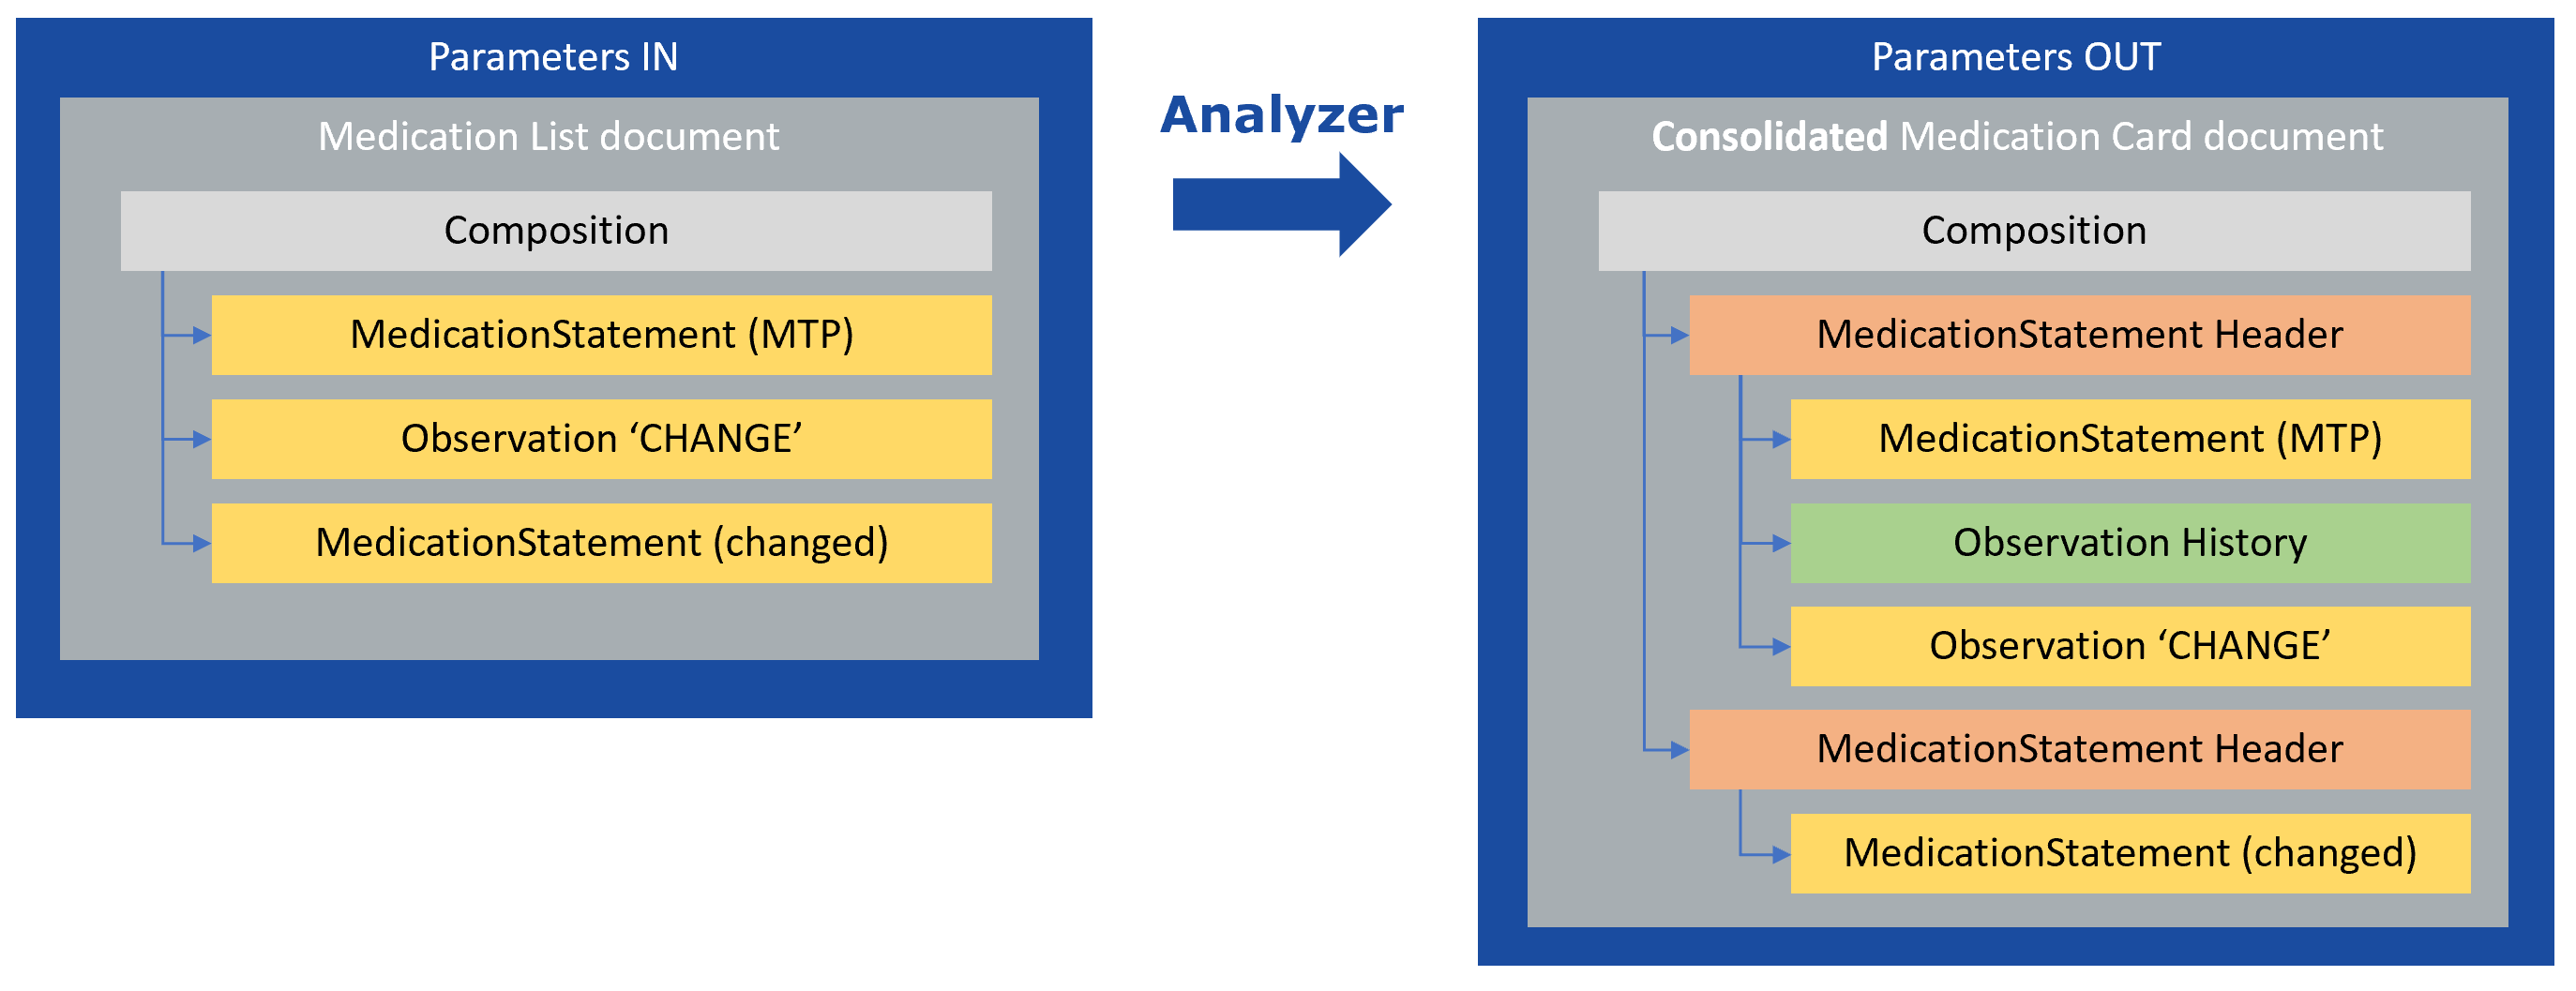 Parameters IN
Medication List document
Composition
MedicationStatement (MTP)
Observation ‘CHANGE’
MedicationStatement (changed)
Analyzer
Parameters OUT
Consolidated Medication Card document
Composition
MedicationStatement Header
MedicationStatement (MTP)
Observation History
Observation ‘CHANGE’
MedicationStatement Header
MedicationStatement (changed)